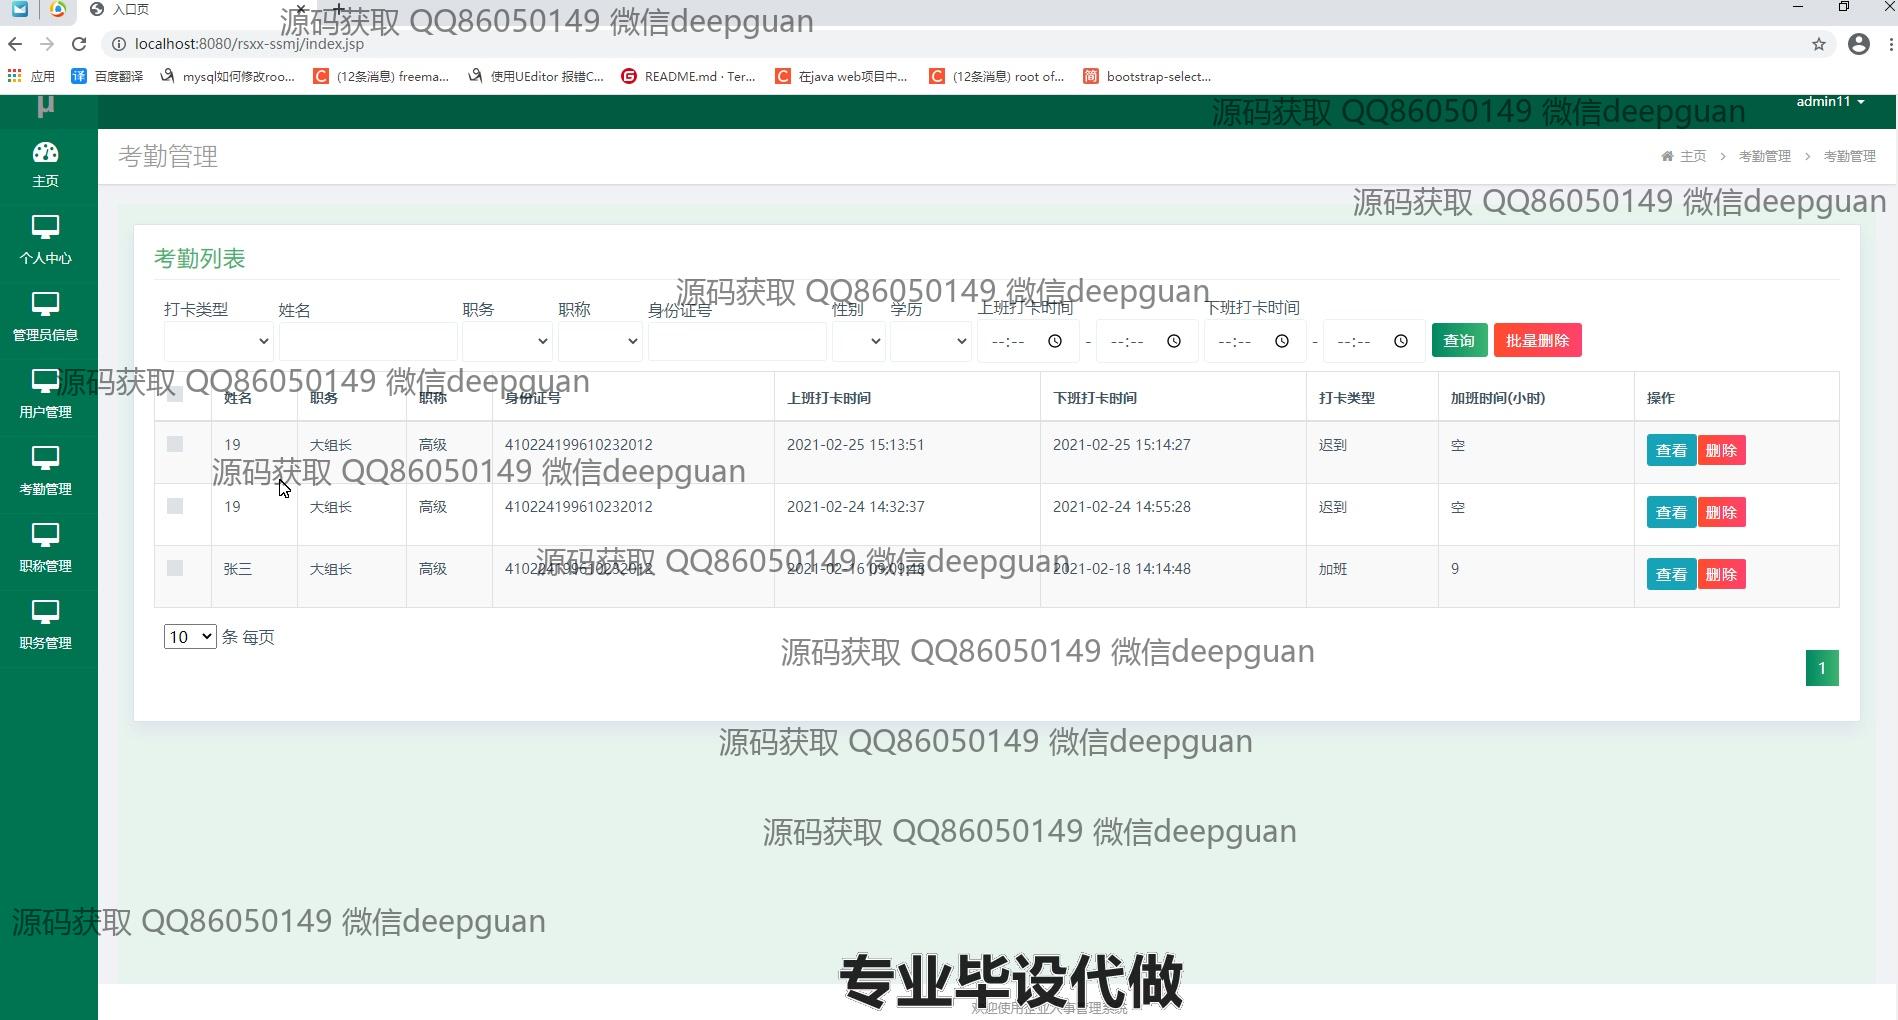 入口页
源码获取 QQ86050149 微信deepguan
localhost:8080/rsxx-ssmj/index.jsp
应用 百度翻译 mysql如何修改roo... (12条消息) freema... 使用UEditor 报错C... README.md · Ter... 在java web项目中... (12条消息) root of... bootstrap-select...
μ
admin11
源码获取 QQ86050149 微信deepguan
考勤管理
主页 > 考勤管理 > 考勤管理
主页
源码获取 QQ86050149 微信deepguan
个人中心
考勤列表
源码获取 QQ86050149 微信deepguan
打卡类型 姓名 职务 职称 身份证号 性别 学历 上班打卡时间 下班打卡时间
管理员信息
--:-- - --:-- --:-- - --:-- 查询 批量删除
源码获取 QQ86050149 微信deepguan
姓名 职务 职称 身份证号 上班打卡时间 下班打卡时间 打卡类型 加班时间(小时) 操作
用户管理
19 大组长 高级 410224199610232012 2021-02-25 15:13:51 2021-02-25 15:14:27 迟到 空 查看 删除
源码获取 QQ86050149 微信deepguan
考勤管理
19 大组长 高级 410224199610232012 2021-02-24 14:32:37 2021-02-24 14:55:28 迟到 空 查看 删除
源码获取 QQ86050149 微信deepguan
职称管理
张三 大组长 高级 410224199610232012 2021-02-16 09:09:48 2021-02-18 14:14:48 加班 9 查看 删除
10 条 每页
职务管理
源码获取 QQ86050149 微信deepguan
1
源码获取 QQ86050149 微信deepguan
源码获取 QQ86050149 微信deepguan
源码获取 QQ86050149 微信deepguan
专业毕设代做
欢迎使用企业人事管理系统